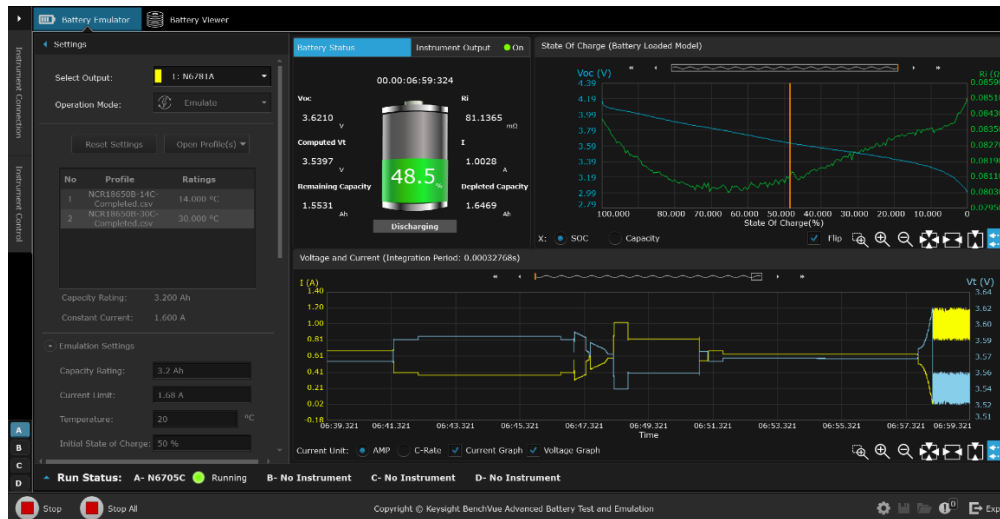 Battery Emulator
Battery Viewer
Instrument Connection
Instrument Control
Settings
Select Output: 1: N6781A
Operation Mode: Emulate
Reset Settings Open Profile(s)
No Profile Ratings
1 NCR18650B-14C-Completed.csv 14.000 °C
2 NCR18650B-30C-Completed.csv 30.000 °C
Capacity Rating: 3.200 Ah
Constant Current: 1.600 A
Emulation Settings
Capacity Rating: 3.2 Ah
Current Limit: 1.68 A
Temperature: 20 °C
Initial State of Charge: 50 %
A
B
C
D
Battery Status Instrument Output On
00.00:06:59:324
Voc Ri
3.6210 V 81.1365 mΩ
Computed Vt I
3.5397 V 1.0028 A
48.5 %
Remaining Capacity Depleted Capacity
1.5531 Ah 1.6469 Ah
Discharging
State Of Charge (Battery Loaded Model)
Voc (V)
4.39
4.19
3.99
3.79
3.59
3.39
3.19
2.99
2.79
100.000 80.000 70.000 60.000 50.000 40.000 30.000 20.000 10.000 0
State Of Charge(%)
X: SOC Capacity Flip
Voltage and Current (Integration Period: 0.00032768s)
I (A) Vt (V)
1.40 3.64
1.20 3.62
1.00 3.60
0.81 3.59
0.61 3.57
0.41 3.56
0.21 3.54
0.02 3.52
-0.18 3.51
06:39.321 06:41.321 06:43.321 06:45.321 06:47.321 06:49.321 06:51.321 06:53.321 06:55.321 06:57.321 06:59.321
Time
Current Unit: AMP C-Rate Current Graph Voltage Graph
Run Status: A- N6705C Running B- No Instrument C- No Instrument D- No Instrument
Stop Stop All Copyright © Keysight BenchVue Advanced Battery Test and Emulation